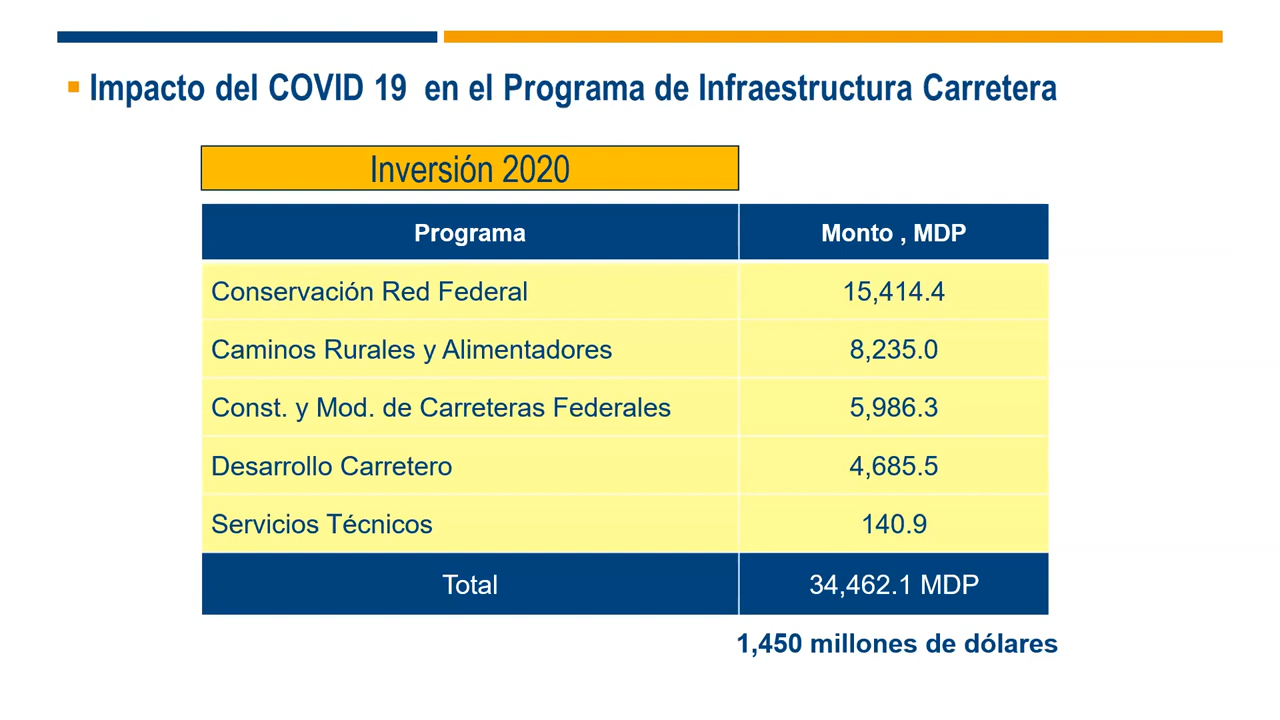 Impacto del COVID 19 en el Programa de Infraestructura Carretera
Inversión 2020
Programa Monto , MDP
Conservación Red Federal 15,414.4
Caminos Rurales y Alimentadores 8,235.0
Const. y Mod. de Carreteras Federales 5,986.3
Desarrollo Carretero 4,685.5
Servicios Técnicos 140.9
Total 34,462.1 MDP
1,450 millones de dólares